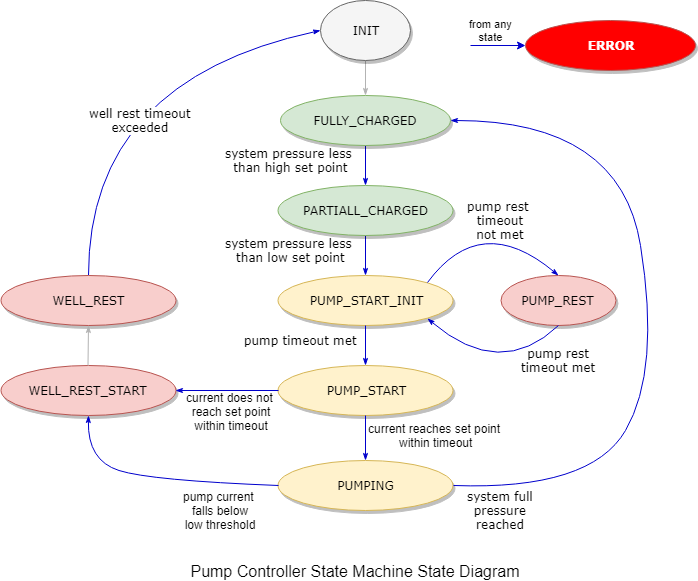 INIT
from any
state
ERROR
well rest timeout
exceeded
FULLY_CHARGED
system pressure less
than high set point
PARTIALL_CHARGED
pump rest
timeout
not met
system pressure less
than low set point
WELL_REST
PUMP_START_INIT
PUMP_REST
pump timeout met
pump rest
timeout met
WELL_REST_START
PUMP_START
current does not
reach set point
within timeout
current reaches set point
within timeout
PUMPING
pump current
falls below
low threshold
system full
pressure
reached
Pump Controller State Machine State Diagram